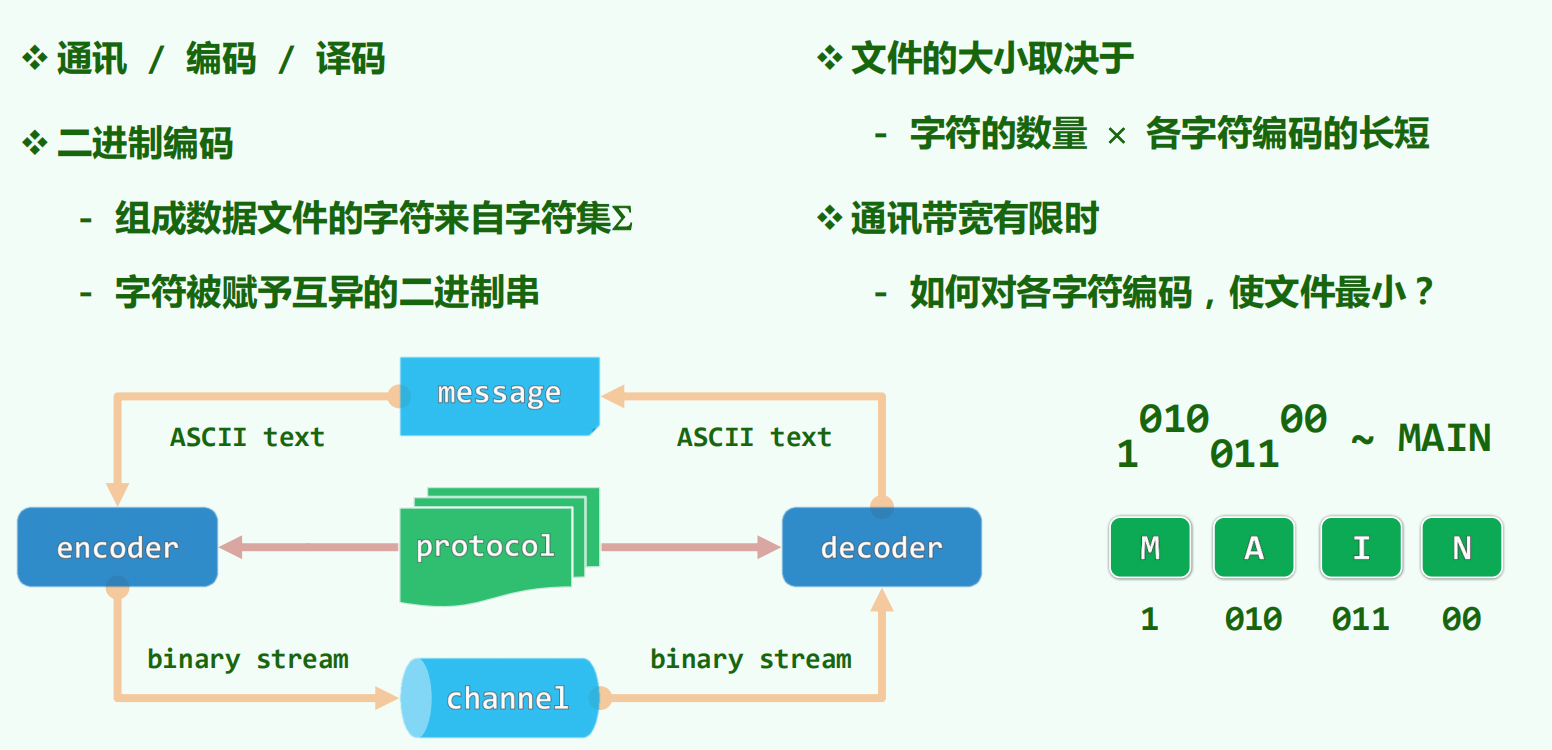 ❖ 通讯 / 编码 / 译码
❖ 二进制编码
- 组成数据文件的字符来自字符集Σ
- 字符被赋予互异的二进制串
❖ 文件的大小取决于
- 字符的数量 × 各字符编码的长短
❖ 通讯带宽有限时
- 如何对各字符编码，使文件最小？
message
ASCII text
ASCII text
encoder
protocol
decoder
binary stream
binary stream
channel
1 010 011 00 ~ MAIN
M A I N
1 010 011 00